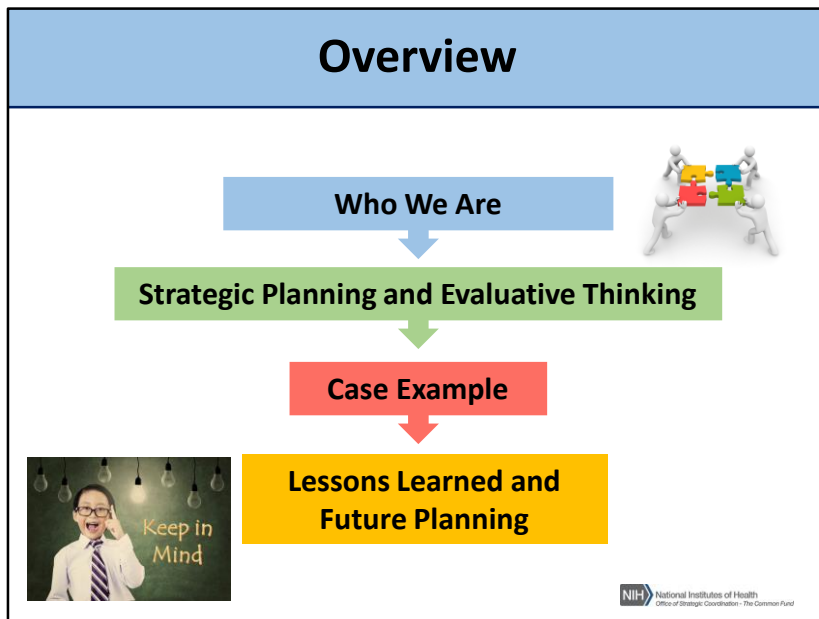 Overview
Who We Are
Strategic Planning and Evaluative Thinking
Case Example
Lessons Learned and
Future Planning
Keep in
Mind
NIH National Institutes of Health
Office of Strategic Coordination - The Common Fund